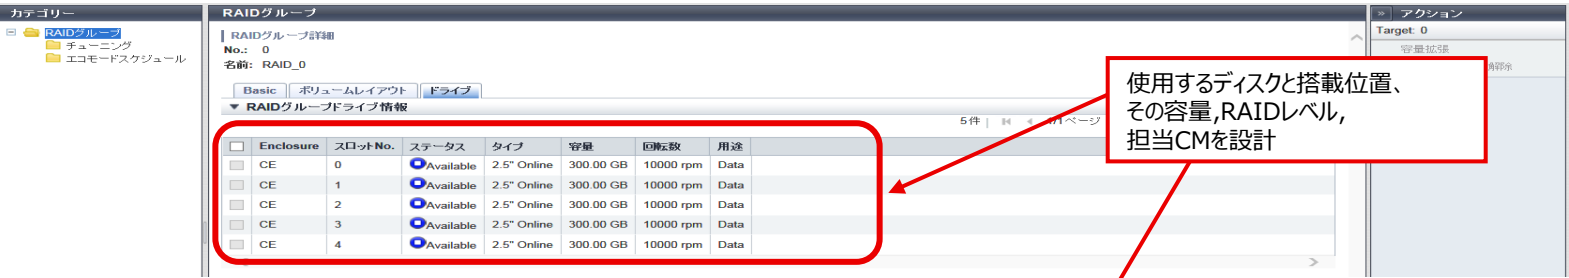 カテゴリー
RAIDグループ
チューニング
エコモードスケジュール
RAIDグループ
RAIDグループ詳細
No.: 0
名前: RAID_0
Basic ボリュームレイアウト ドライブ
▼ RAIDグループドライブ情報
5件
ページ
Enclosure スロットNo. ステータス タイプ 容量 回転数 用途
CE 0 Available 2.5" Online 300.00 GB 10000 rpm Data
CE 1 Available 2.5" Online 300.00 GB 10000 rpm Data
CE 2 Available 2.5" Online 300.00 GB 10000 rpm Data
CE 3 Available 2.5" Online 300.00 GB 10000 rpm Data
CE 4 Available 2.5" Online 300.00 GB 10000 rpm Data
使用するディスクと搭載位置、
その容量,RAIDレベル,
担当CMを設計
» アクション
Target: 0
容量拡張